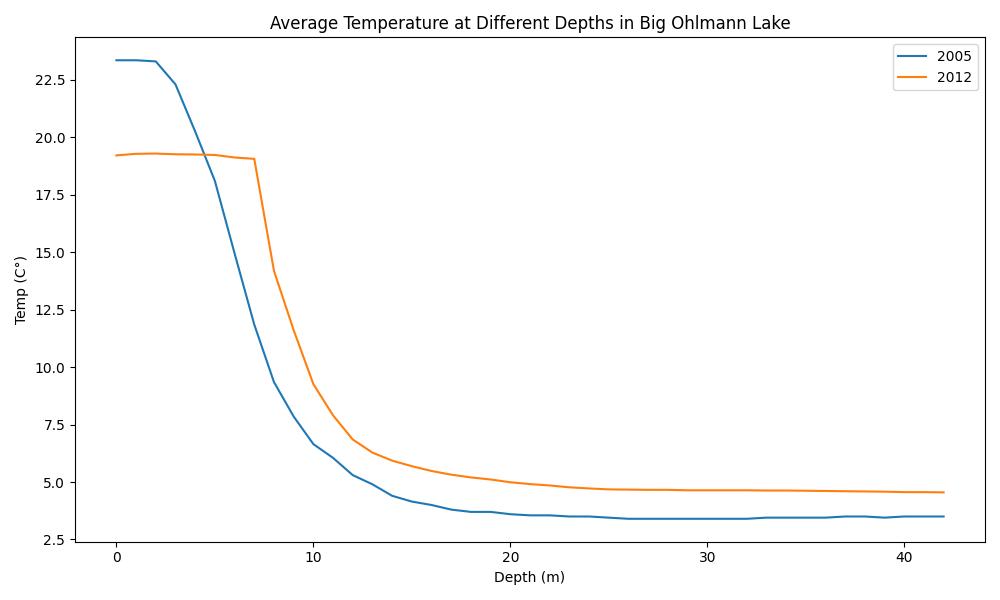 Average Temperature at Different Depths in Big Ohlmann Lake
2005
2012
22.5
20.0
17.5
15.0
12.5
10.0
7.5
5.0
2.5
Temp (C°)
0 10 20 30 40
Depth (m)